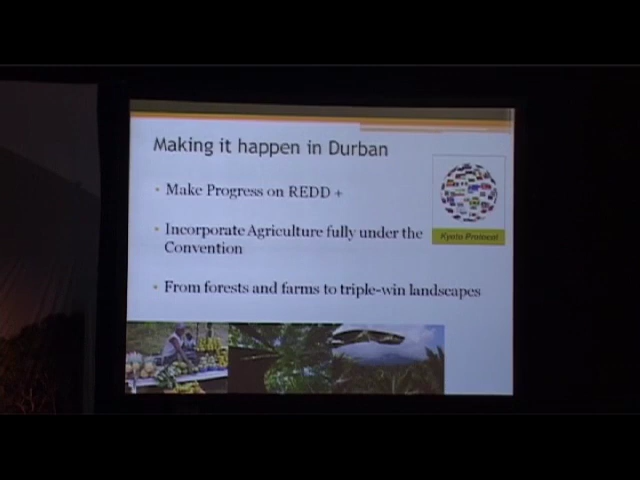 Making it happen in Durban
• Make Progress on REDD +
• Incorporate Agriculture fully under the
Convention
• From forests and farms to triple-win landscapes
Kyoto Protocol